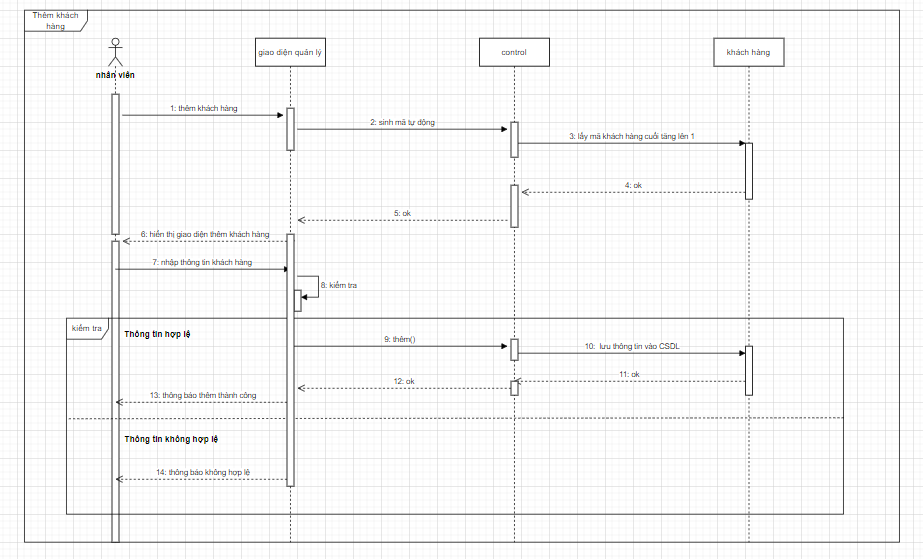 Thêm khách
hàng
giao diện quản lý
control
khách hàng
nhân viên
1: thêm khách hàng
2: sinh mã tự động
3: lấy mã khách hàng cuối tăng lên 1
4: ok
5: ok
6: hiển thị giao diện thêm khách hàng
7: nhập thông tin khách hàng
8: kiểm tra
kiểm tra
Thông tin hợp lệ
9: thêm()
10: lưu thông tin vào CSDL
11: ok
12: ok
13: thông báo thêm thành công
Thông tin không hợp lệ
14: thông báo không hợp lệ